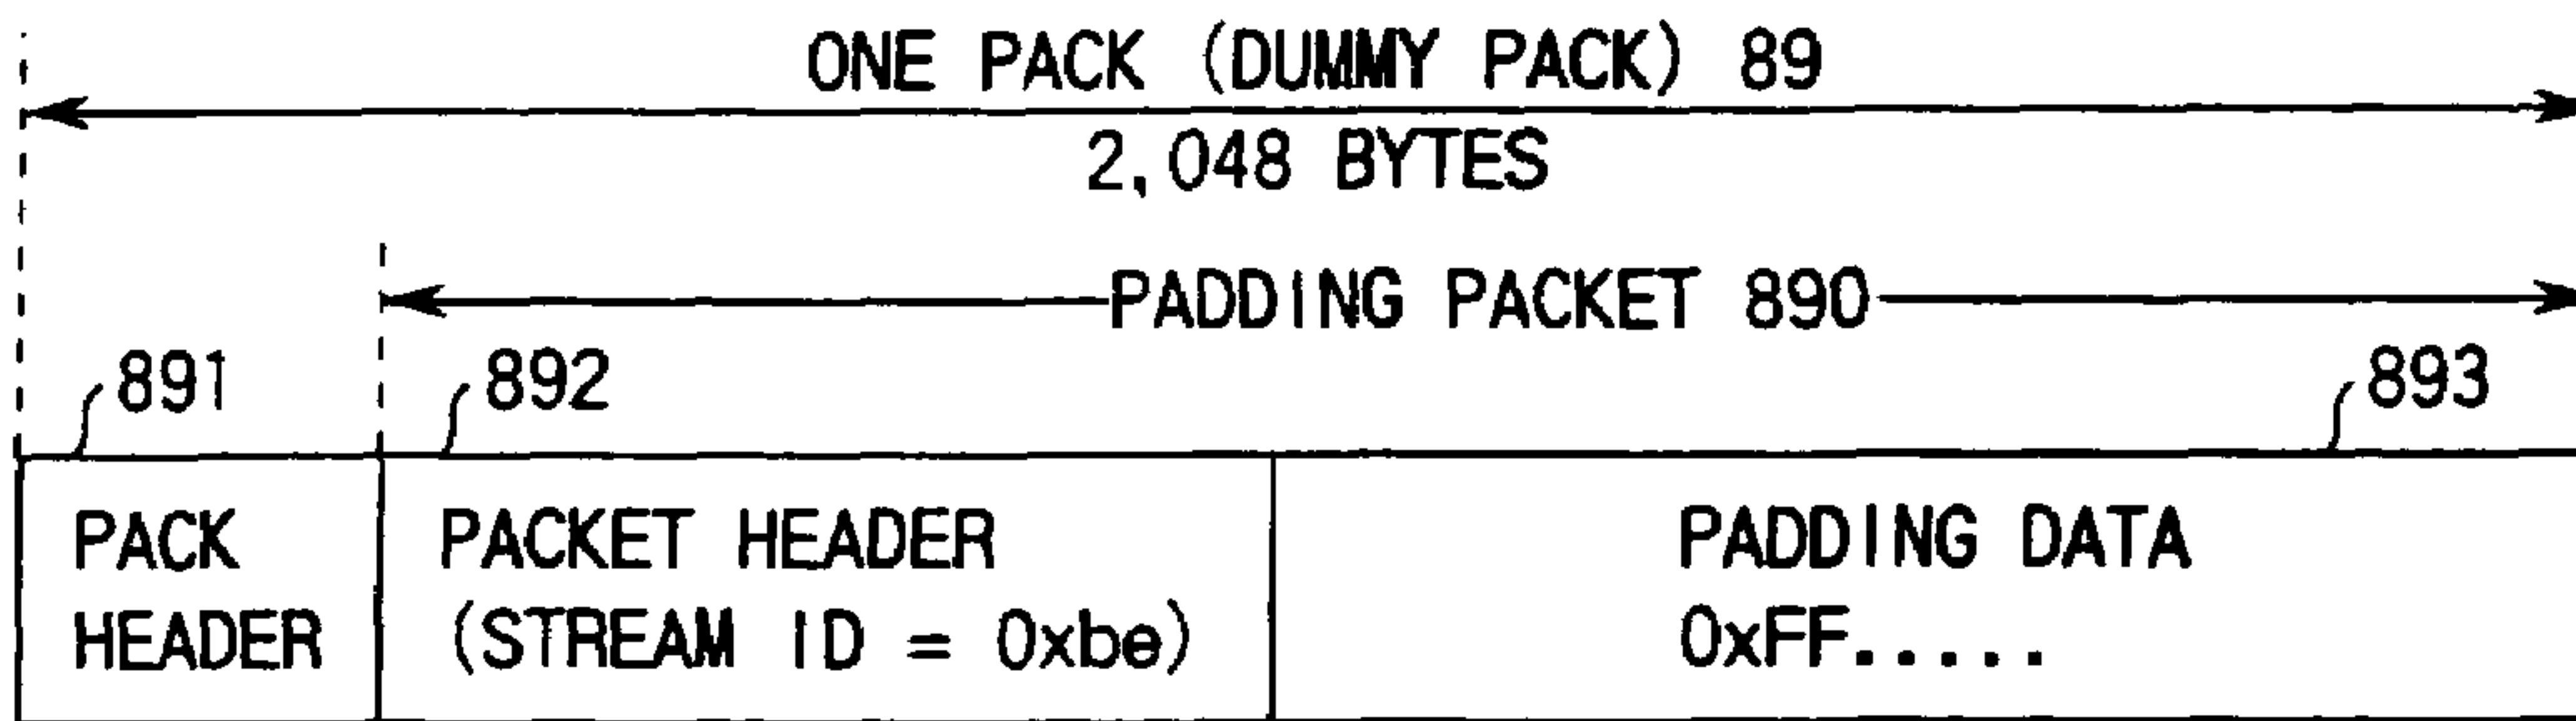 ONE PACK (DUMMY PACK) 89
2,048 BYTES
PADDING PACKET 890
891
892
893
PACK
HEADER
PACKET HEADER
(STREAM ID = 0xbe)
PADDING DATA
0xFF.....